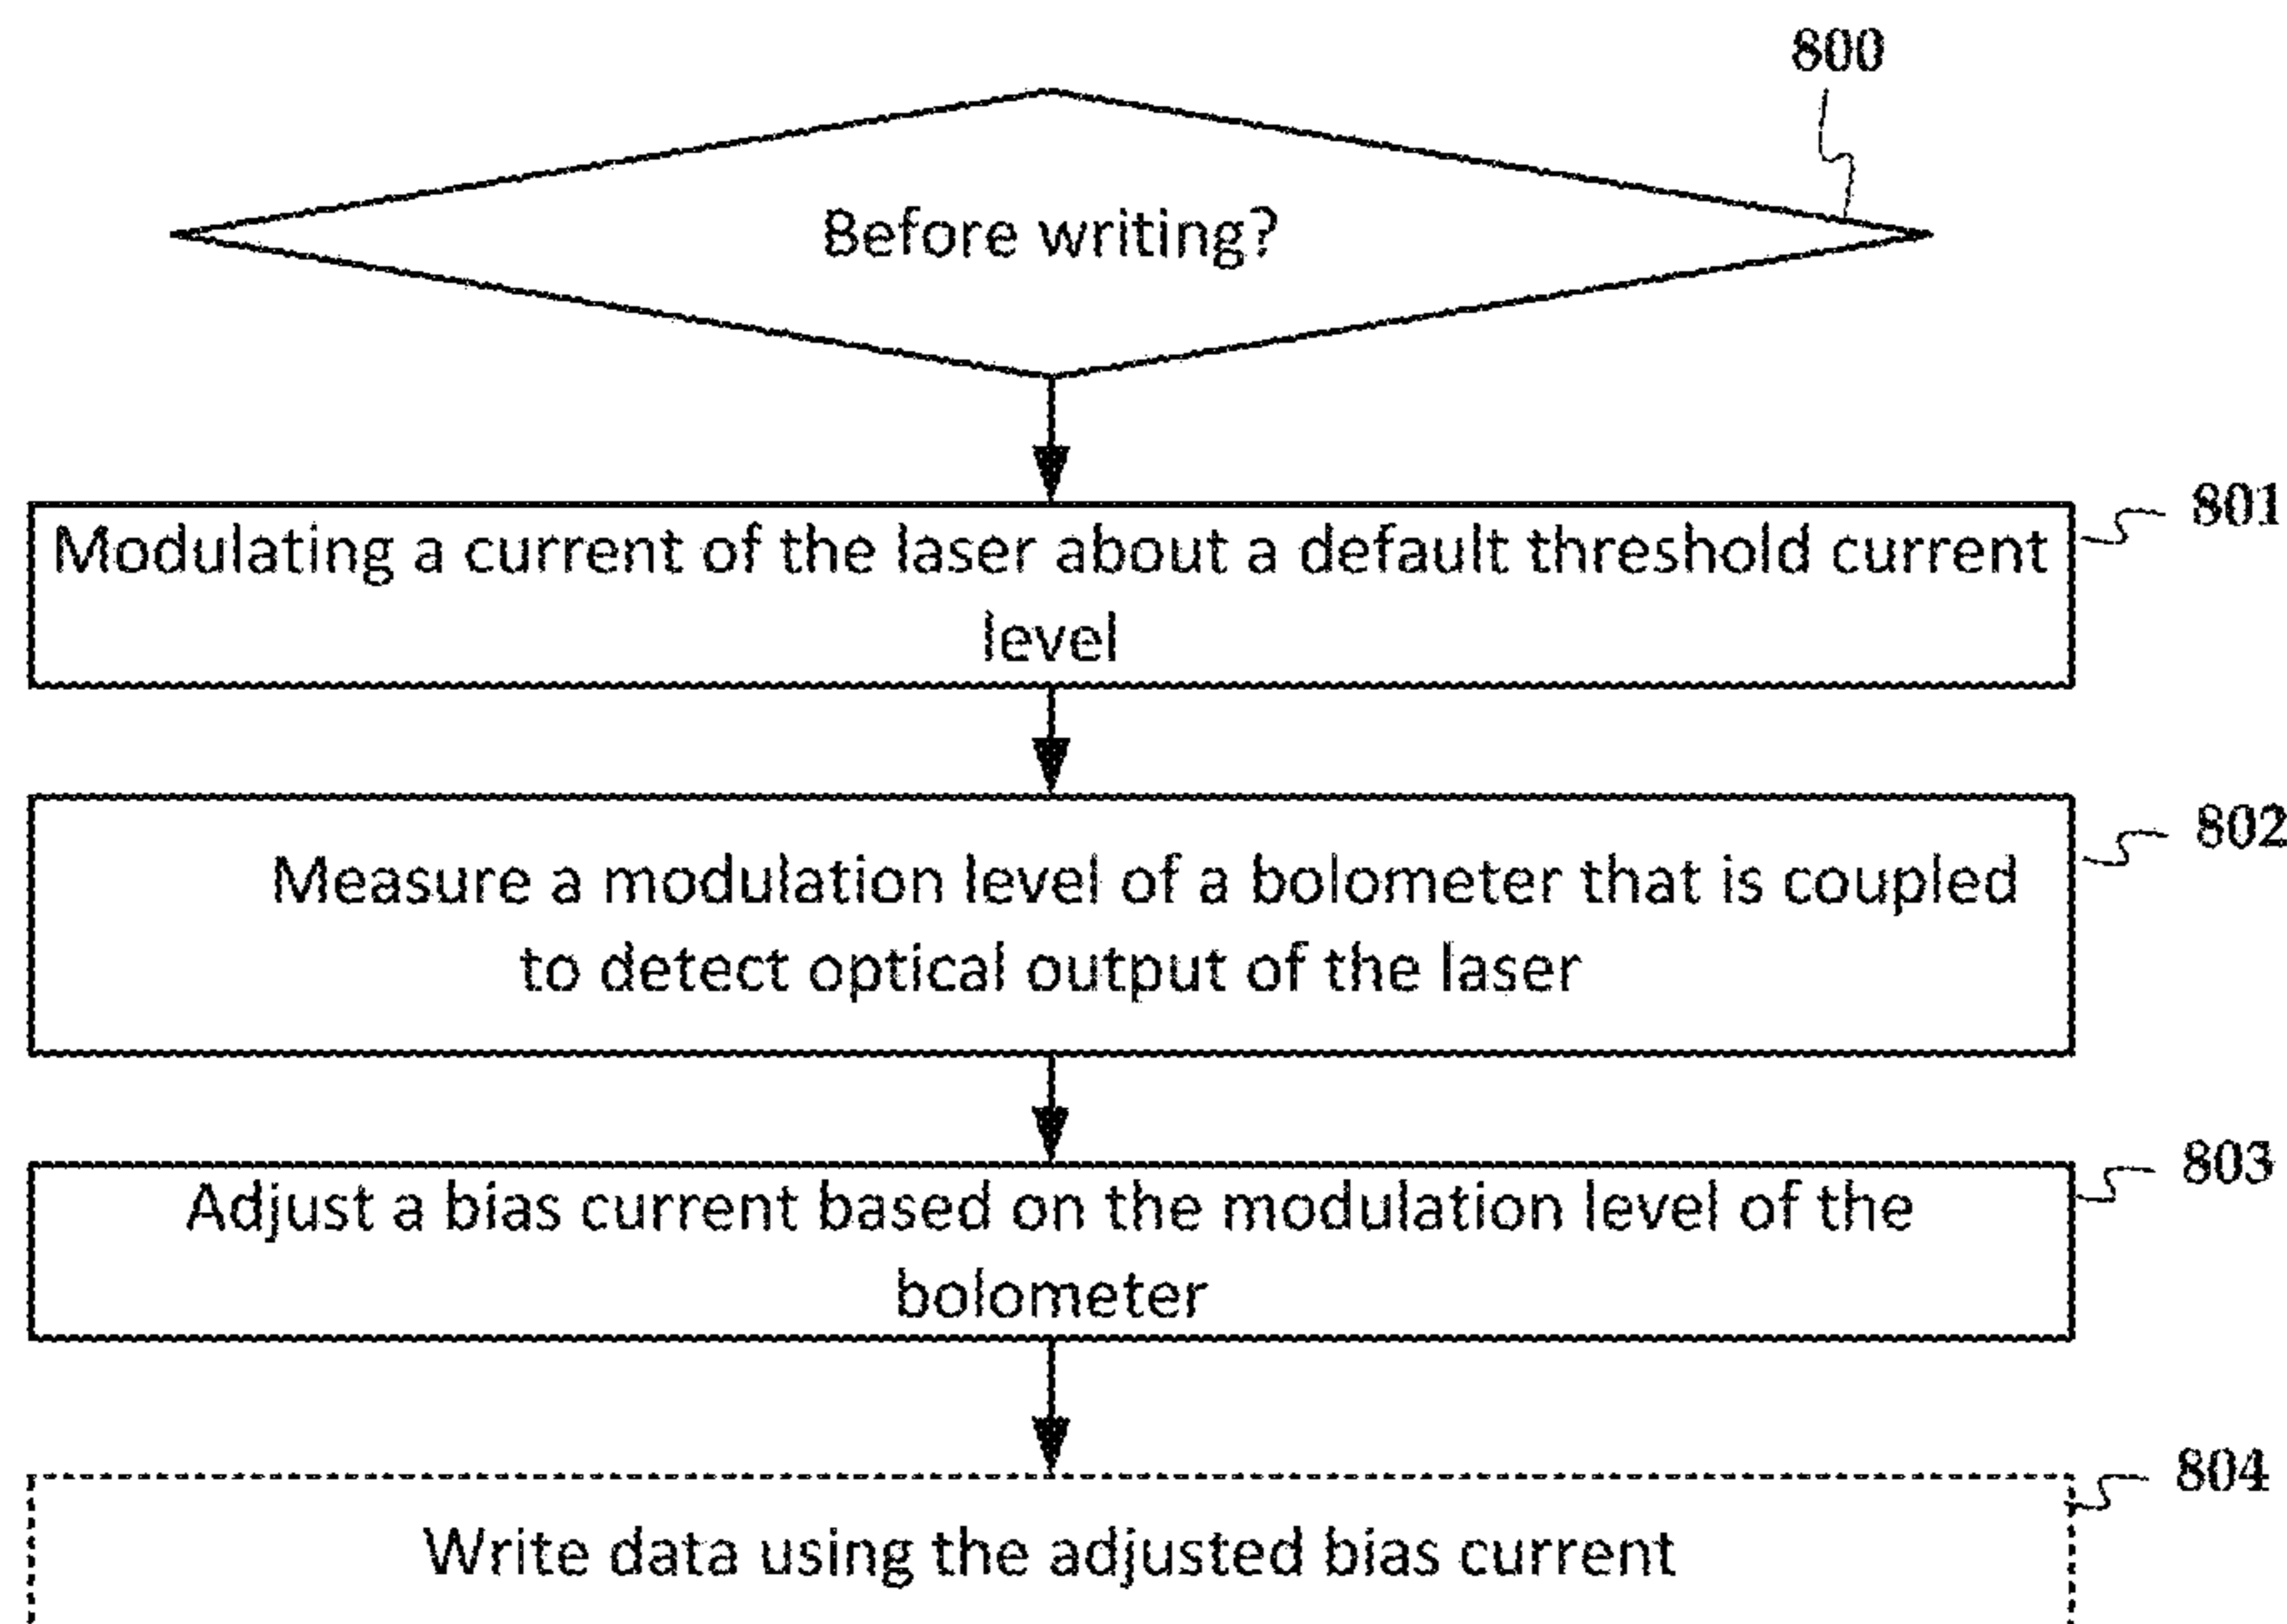 800
Before writing?
801
Modulating a current of the laser about a default threshold current
level
802
Measure a modulation level of a bolometer that is coupled
to detect optical output of the laser
803
Adjust a bias current based on the modulation level of the
bolometer
804
Write data using the adjusted bias current